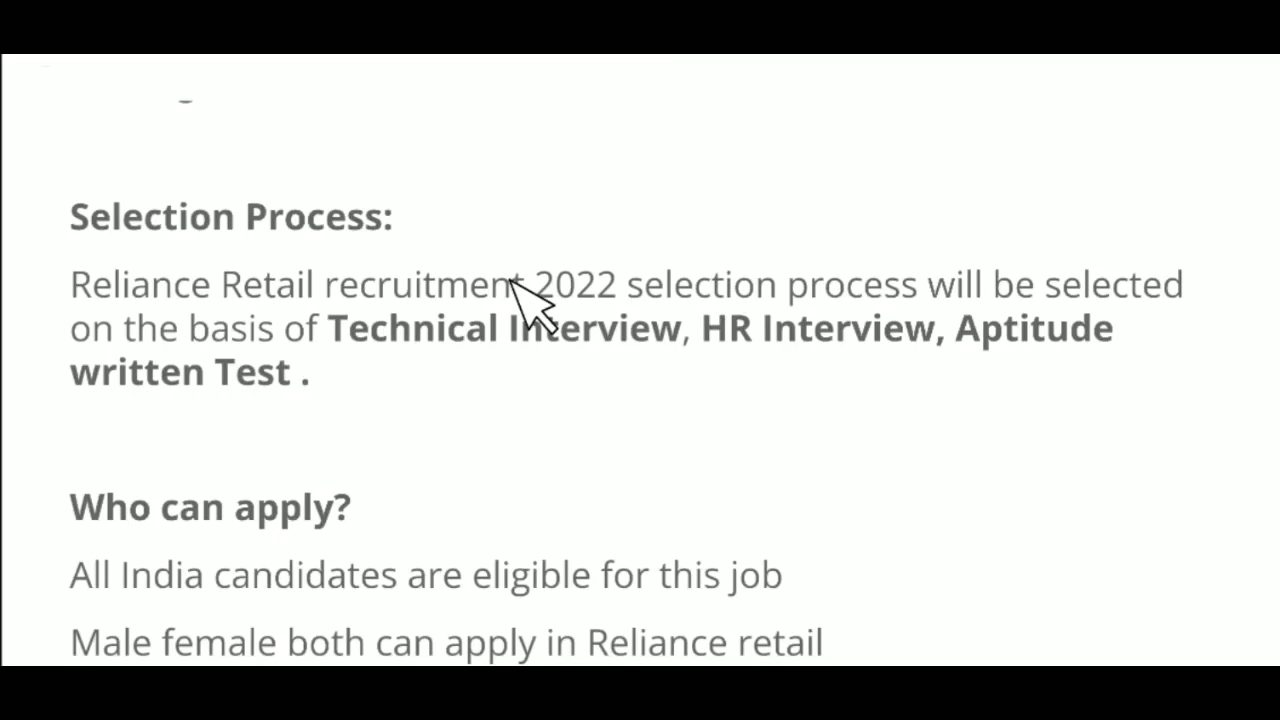 Selection Process:
Reliance Retail recruitment 2022 selection process will be selected
on the basis of Technical Interview, HR Interview, Aptitude
written Test .
Who can apply?
All India candidates are eligible for this job
Male female both can apply in Reliance retail